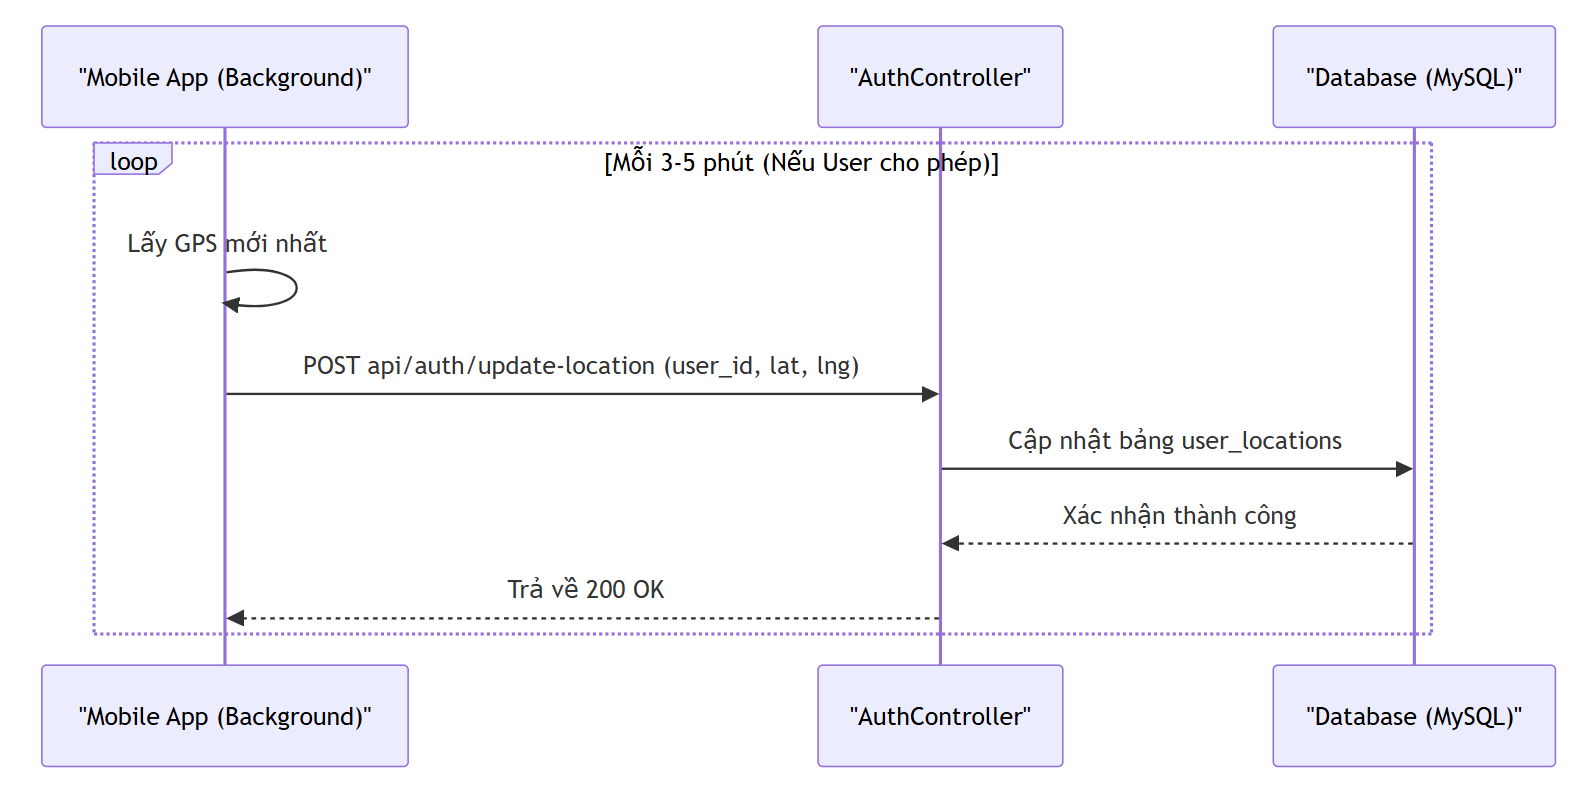 "Mobile App (Background)"
"AuthController"
"Database (MySQL)"
loop
[Mỗi 3-5 phút (Nếu User cho phép)]
Lấy GPS mới nhất
POST api/auth/update-location (user_id, lat, lng)
Cập nhật bảng user_locations
Xác nhận thành công
Trả về 200 OK
"Mobile App (Background)"
"AuthController"
"Database (MySQL)"